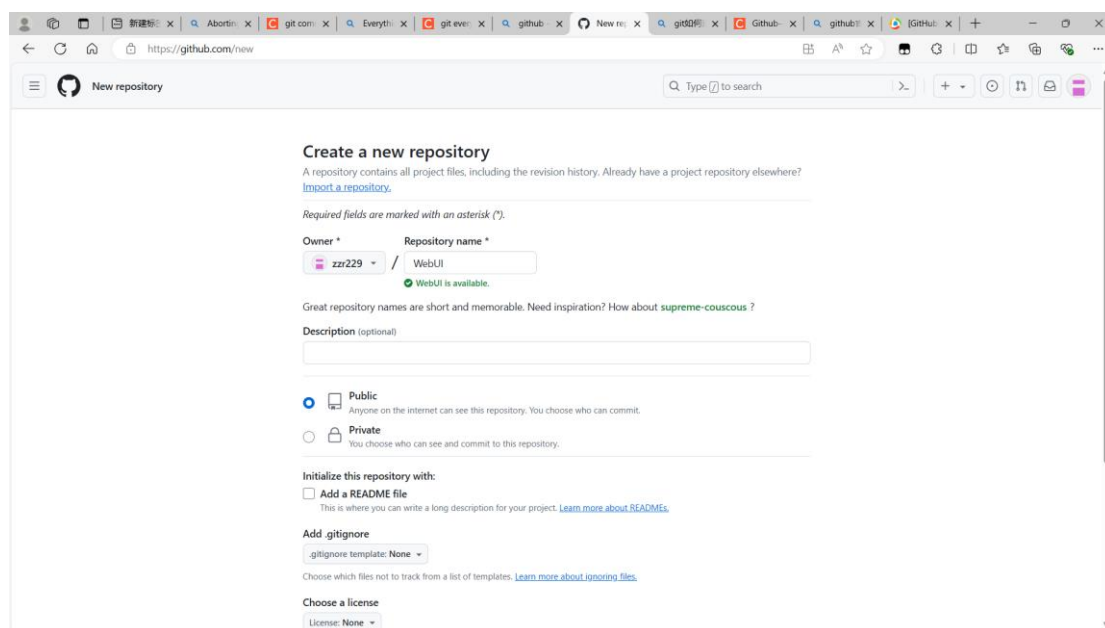 新建标
Abortin
git com
Everythi
git ever
github
New rep
git如何
Github-
github
[GitHub
https://github.com/new
New repository
Type / to search
Create a new repository
A repository contains all project files, including the revision history. Already have a project repository elsewhere?
Import a repository.
Required fields are marked with an asterisk (*).
Owner * Repository name *
zzr229 / WebUI
WebUI is available.
Great repository names are short and memorable. Need inspiration? How about supreme-couscous ?
Description (optional)
Public
Anyone on the internet can see this repository. You choose who can commit.
Private
You choose who can see and commit to this repository.
Initialize this repository with:
Add a README file
This is where you can write a long description for your project. Learn more about READMEs.
Add .gitignore
.gitignore template: None
Choose which files not to track from a list of templates. Learn more about ignoring files.
Choose a license
License: None